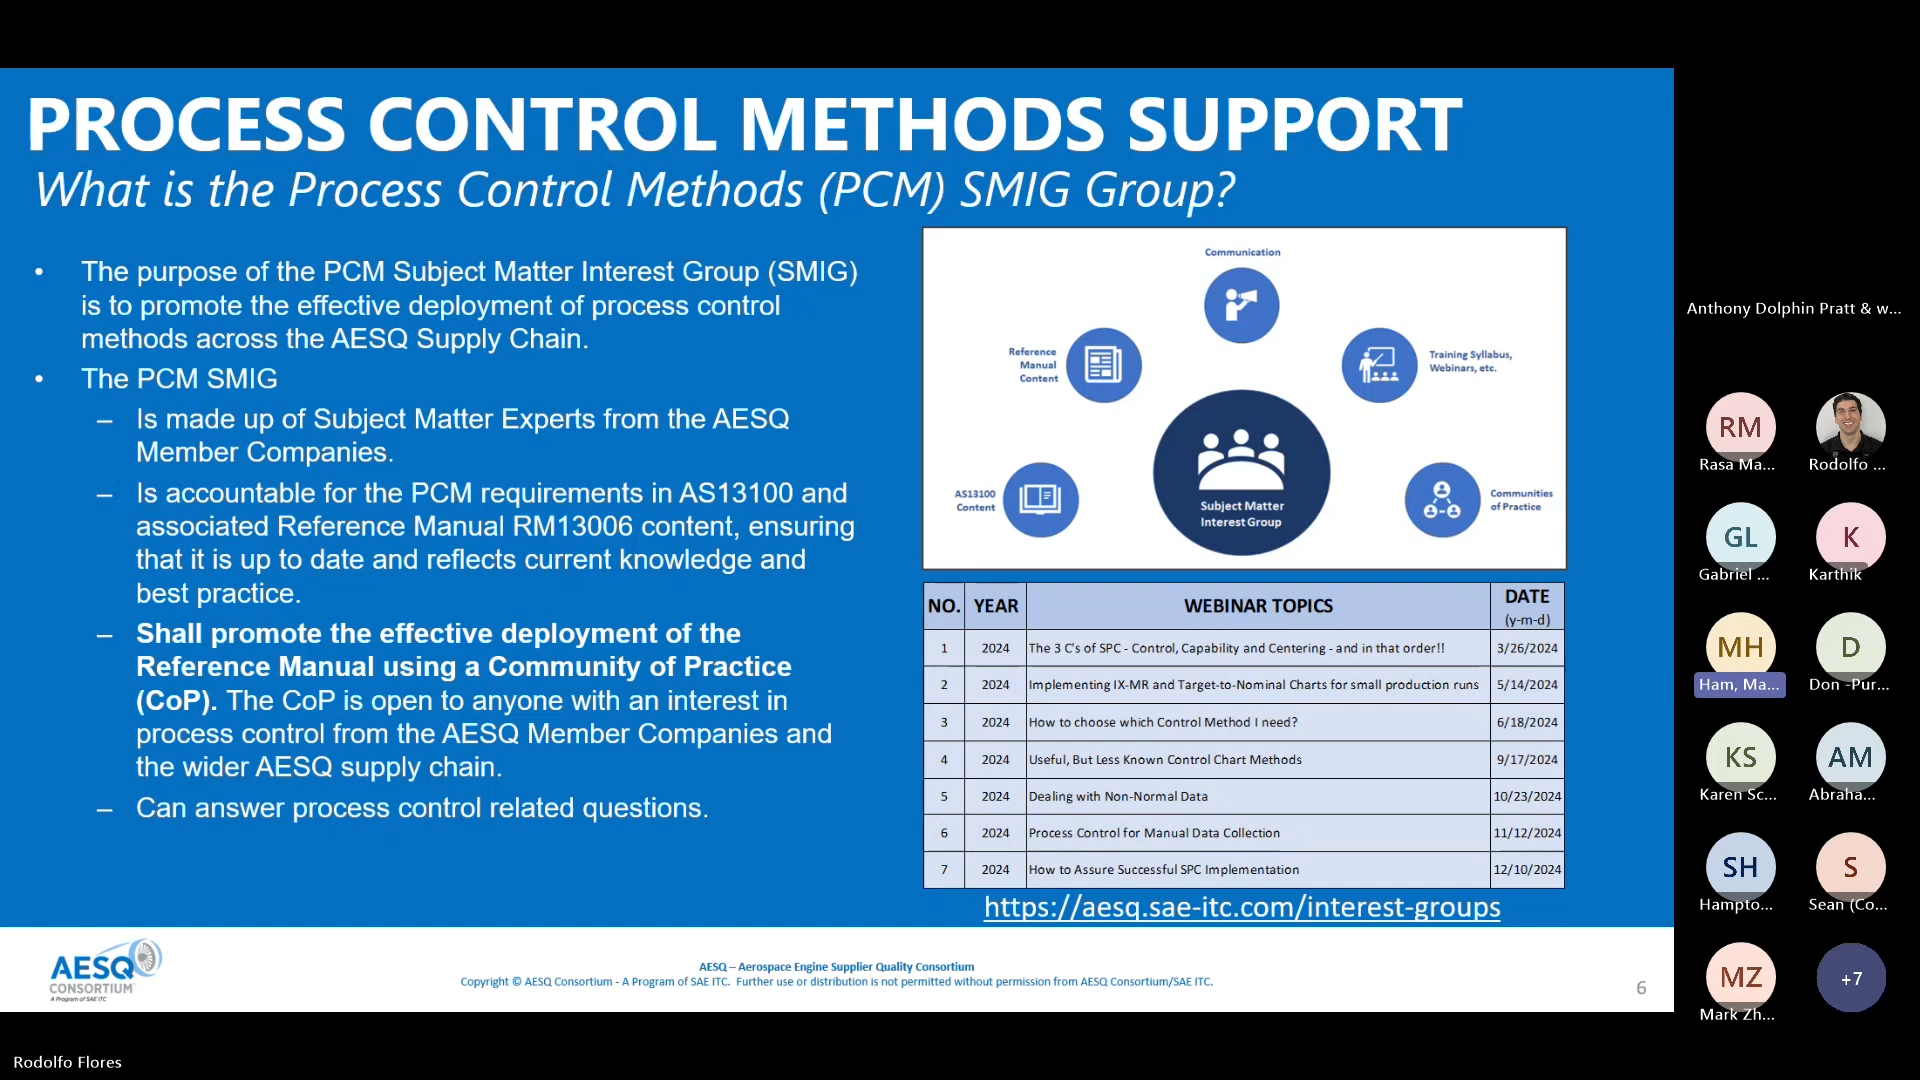 PROCESS CONTROL METHODS SUPPORT
What is the Process Control Methods (PCM) SMIG Group?
• The purpose of the PCM Subject Matter Interest Group (SMIG)
is to promote the effective deployment of process control
methods across the AESQ Supply Chain.
• The PCM SMIG
– Is made up of Subject Matter Experts from the AESQ
Member Companies.
– Is accountable for the PCM requirements in AS13100 and
associated Reference Manual RM13006 content, ensuring
that it is up to date and reflects current knowledge and
best practice.
– Shall promote the effective deployment of the
Reference Manual using a Community of Practice
(CoP). The CoP is open to anyone with an interest in
process control from the AESQ Member Companies and
the wider AESQ supply chain.
– Can answer process control related questions.
Communication
Reference
Manual
Content
Training Syllabus,
Webinars, etc.
AS13100
Content
Subject Matter
Interest Group
Communities
of Practice
NO. YEAR WEBINAR TOPICS DATE
(y-m-d)
1 2024 The 3 C's of SPC - Control, Capability and Centering - and in that order!! 3/26/2024
2 2024 Implementing IX-MR and Target-to-Nominal Charts for small production runs 5/14/2024
3 2024 How to choose which Control Method I need? 6/18/2024
4 2024 Useful, But Less Known Control Chart Methods 9/17/2024
5 2024 Dealing with Non-Normal Data 10/23/2024
6 2024 Process Control for Manual Data Collection 11/12/2024
7 2024 How to Assure Successful SPC Implementation 12/10/2024
https://aesq.sae-itc.com/interest-groups
AESQ
CONSORTIUM
A Program of SAE ITC
AESQ – Aerospace Engine Supplier Quality Consortium
Copyright © AESQ Consortium - A Program of SAE ITC. Further use or distribution is not permitted without permission from AESQ Consortium/SAE ITC.
6
Anthony Dolphin Pratt & w...
RM
Rasa Ma...
Rodolfo ...
GL
Gabriel ...
K
Karthik
MH
Ham, Ma...
D
Don -Pur...
KS
Karen Sc...
AM
Abraha...
SH
Hampto...
S
Sean (Co...
MZ
Mark Zh...
+7
Rodolfo Flores